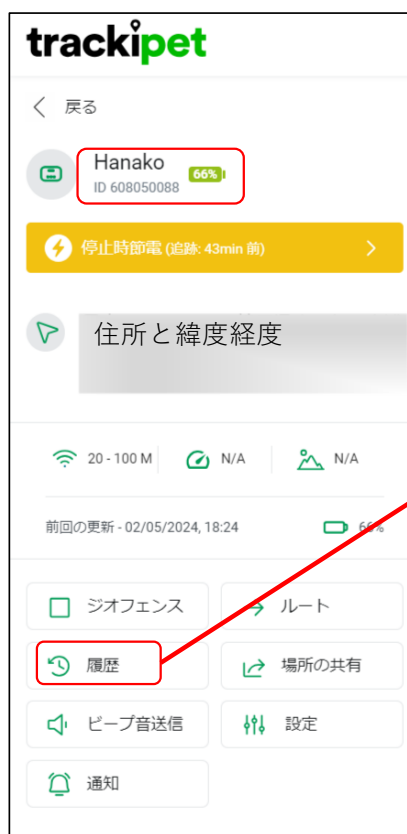 trackipet
戻る
Hanako
ID 608050088
66%
停止時節電 (追跡: 43min 前)
住所と緯度経度
20 - 100 M N/A N/A
前回の更新 - 02/05/2024, 18:24 66%
ジオフェンス ルート
履歴 場所の共有
ビープ音送信 設定
通知